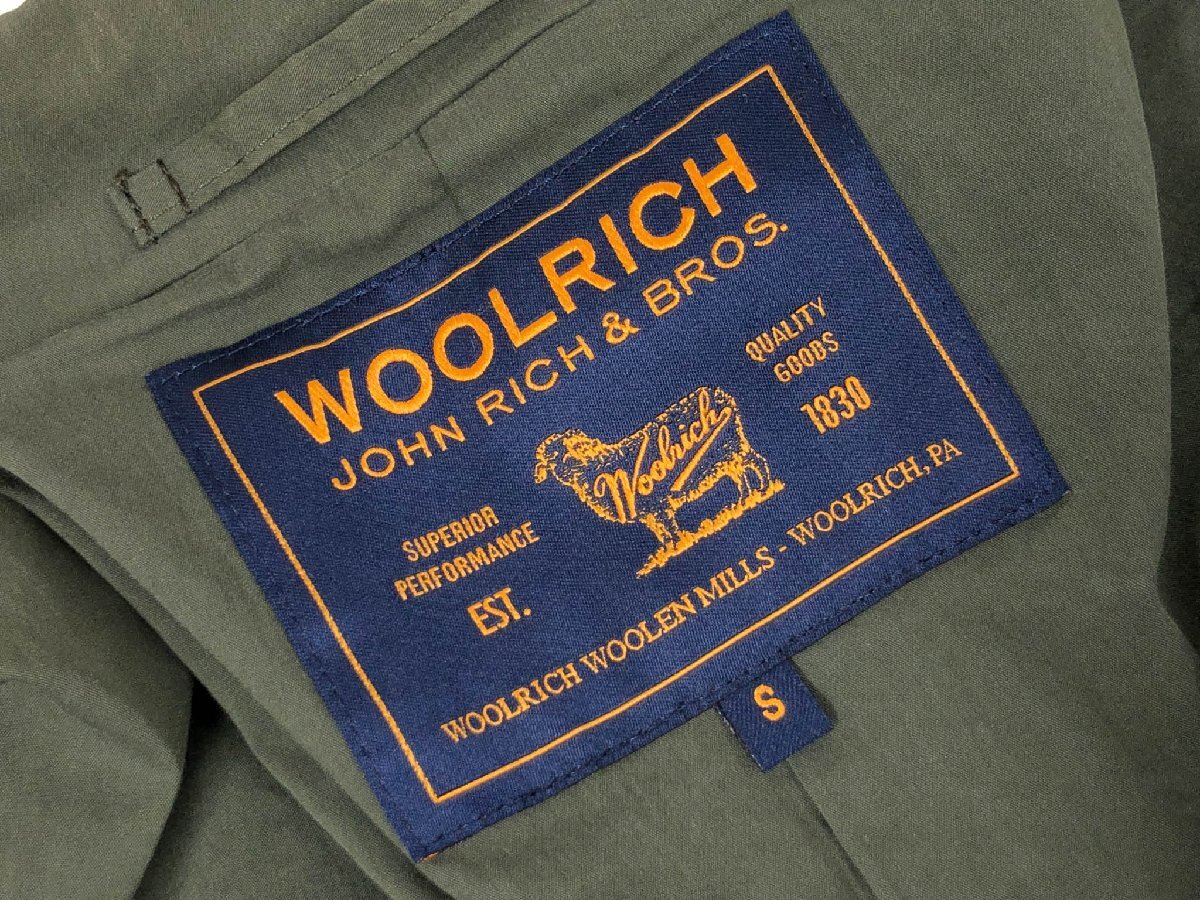 WOOLRICH
JOHN RICH & BROS.
SUPERIOR
PERFORMANCE
EST.
Woolrich
QUALITY
GOODS
1830
WOOLRICH WOOLEN MILLS - WOOLRICH, PA
S